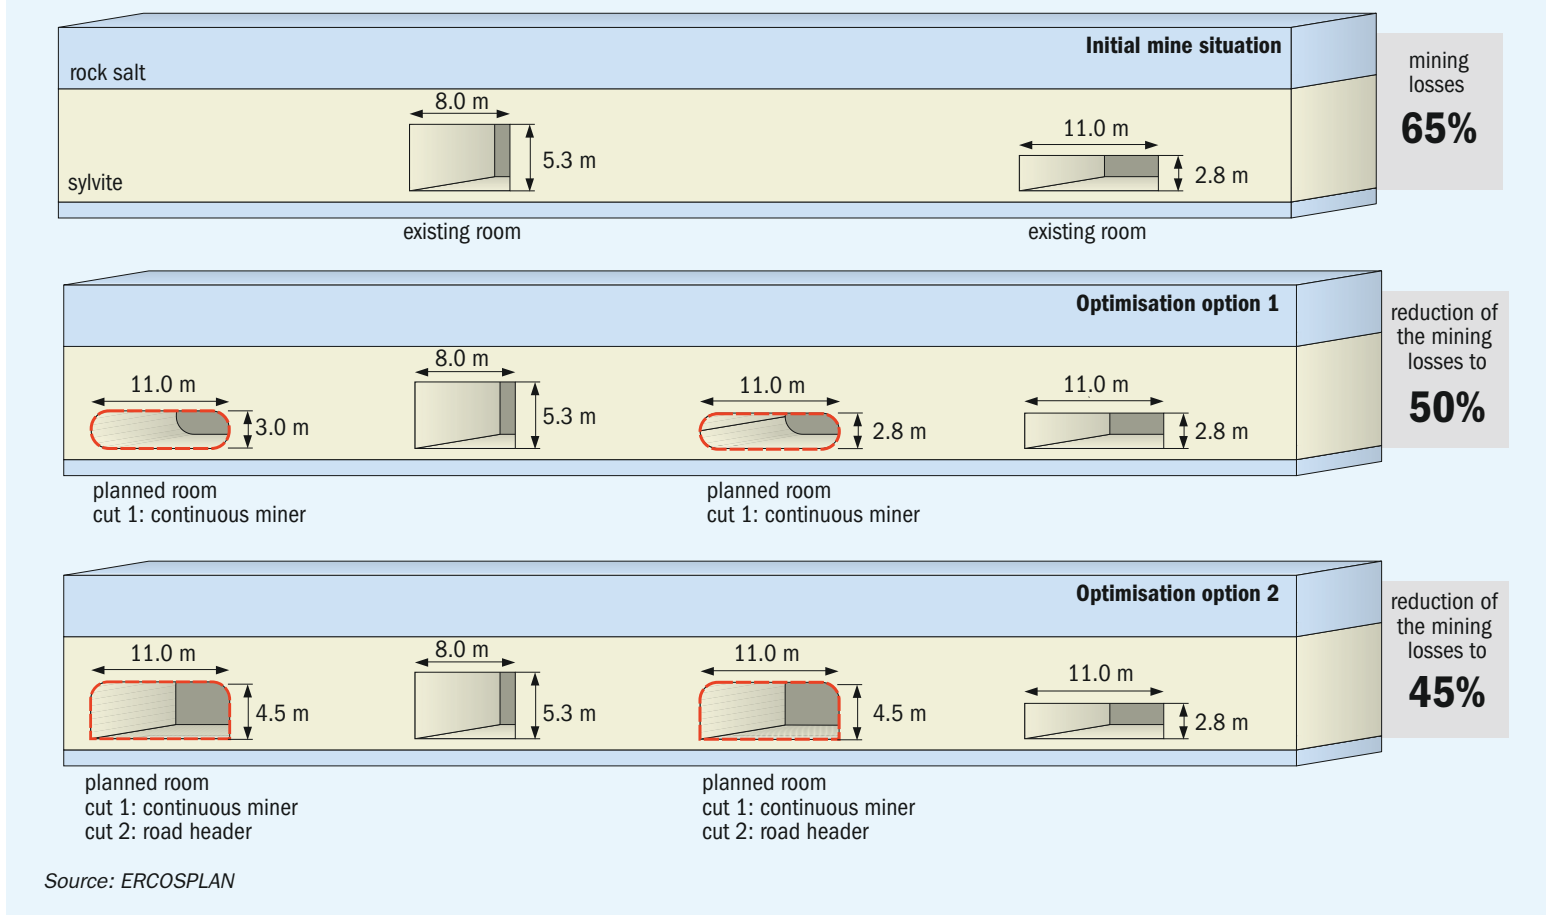 Initial mine situation
rock salt
8.0 m
5.3 m
11.0 m
2.8 m
sylvite
existing room
existing room
mining
losses
65%
Optimisation option 1
11.0 m
3.0 m
8.0 m
5.3 m
11.0 m
2.8 m
11.0 m
2.8 m
planned room
cut 1: continuous miner
planned room
cut 1: continuous miner
reduction of
the mining
losses to
50%
Optimisation option 2
11.0 m
4.5 m
8.0 m
5.3 m
11.0 m
4.5 m
11.0 m
2.8 m
planned room
cut 1: continuous miner
cut 2: road header
planned room
cut 1: continuous miner
cut 2: road header
reduction of
the mining
losses to
45%
Source: ERCOSPLAN